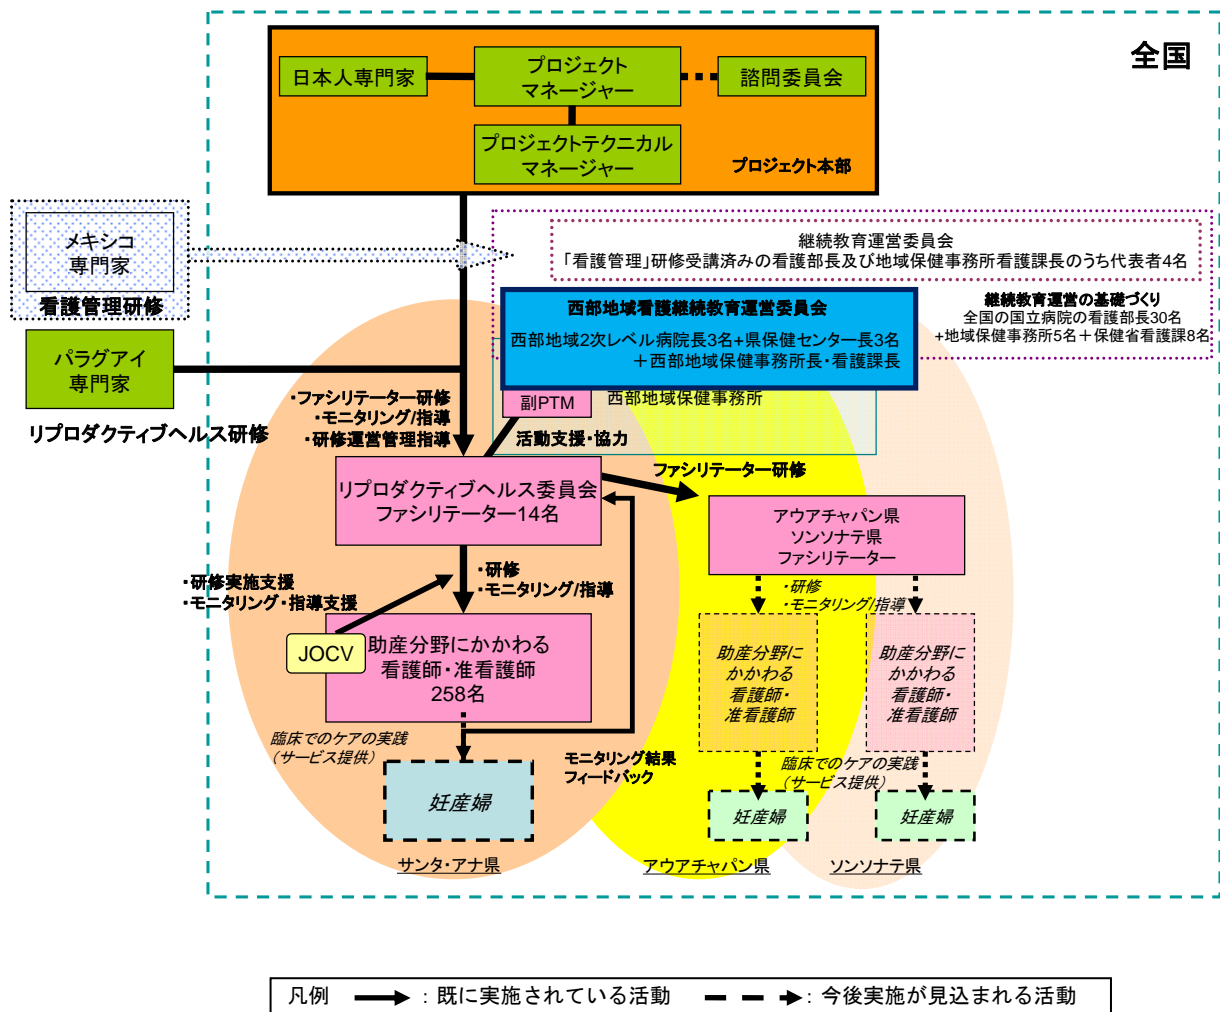 全国
日本人専門家
プロジェクト
マネージャー
諮問委員会
プロジェクトテクニカル
マネージャー
プロジェクト本部
メキシコ
専門家
看護管理研修
継続教育運営委員会
「看護管理」研修受講済みの看護部長及び地域保健事務所看護課長のうち代表者4名
継続教育運営の基礎づくり
全国の国立病院の看護部長30名
+地域保健事務所5名+保健省看護課8名
西部地域看護継続教育運営委員会
西部地域2次レベル病院長3名+県保健センター長3名
+西部地域保健事務所長・看護課長
パラグアイ
専門家
リプロダクティブヘルス研修
副PTM
西部地域保健事務所
・ファシリテーター研修
・モニタリング/指導
・研修運営管理指導
活動支援・協力
リプロダクティブヘルス委員会
ファシリテーター14名
ファシリテーター研修
アウアチャパン県
ソンソナテ県
ファシリテーター
・研修実施支援
・モニタリング・指導支援
・研修
・モニタリング/指導
・研修
・モニタリング/指導
JOCV
助産分野にかかわる
看護師・准看護師
258名
助産分野に
かかわる
看護師・
准看護師
助産分野に
かかわる
看護師・
准看護師
臨床でのケアの実践
(サービス提供)
モニタリング結果
フィードバック
臨床でのケアの実践
(サービス提供)
妊産婦
妊産婦
妊産婦
サンタ・アナ県
アウアチャパン県
ソンソナテ県
凡例 : 既に実施されている活動 : 今後実施が見込まれる活動